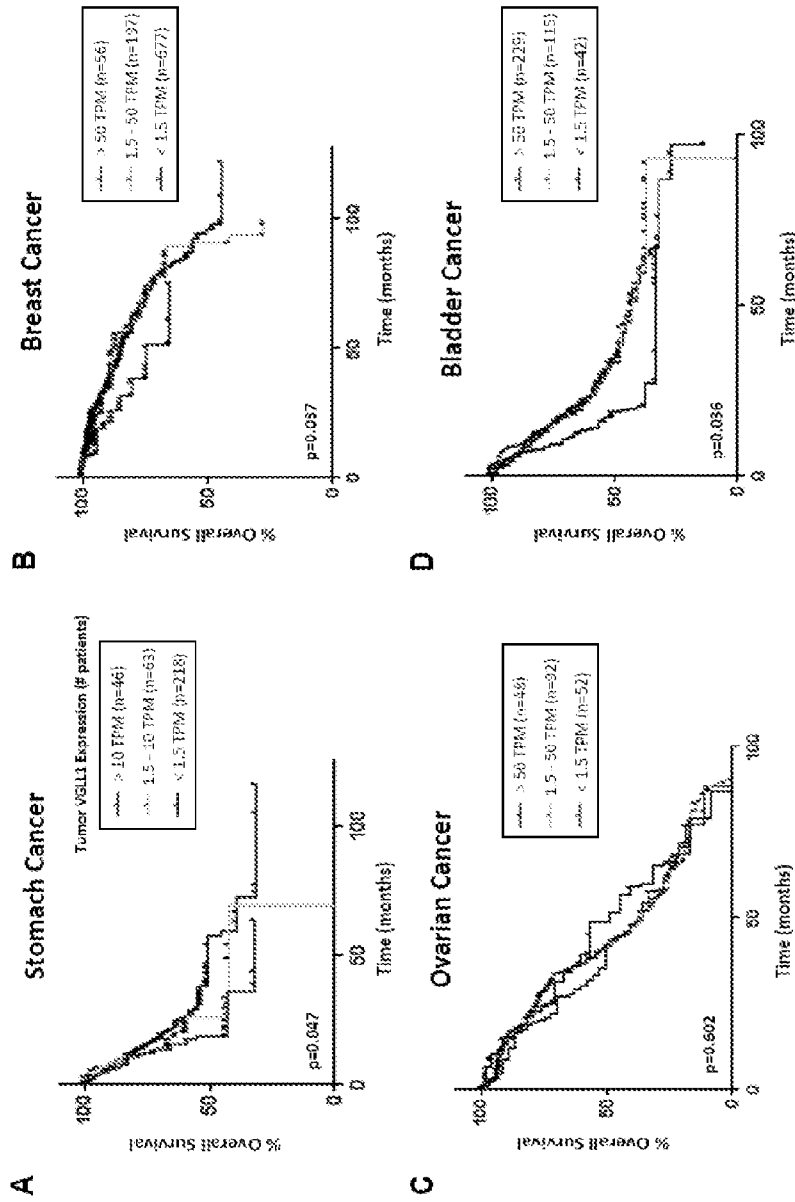 A
Stomach Cancer
Tumor VGLL1 Expression (# patients)
> 10 TPM (n=46)
1.5 - 10 TPM (n=63)
< 1.5 TPM (n=218)
% Overall Survival
100
50
0
p=0.047
0
50
100
Time (months)
B
Breast Cancer
> 50 TPM (n=56)
1.5 - 50 TPM (n=197)
< 1.5 TPM (n=677)
% Overall Survival
100
50
0
p=0.037
0
50
100
Time (months)
C
Ovarian Cancer
> 50 TPM (n=48)
1.5 - 50 TPM (n=92)
< 1.5 TPM (n=52)
% Overall Survival
100
50
0
p=0.602
0
50
100
Time (months)
D
Bladder Cancer
> 50 TPM (n=229)
1.5 - 50 TPM (n=115)
< 1.5 TPM (n=42)
% Overall Survival
100
50
0
p=0.036
0
50
100
Time (months)